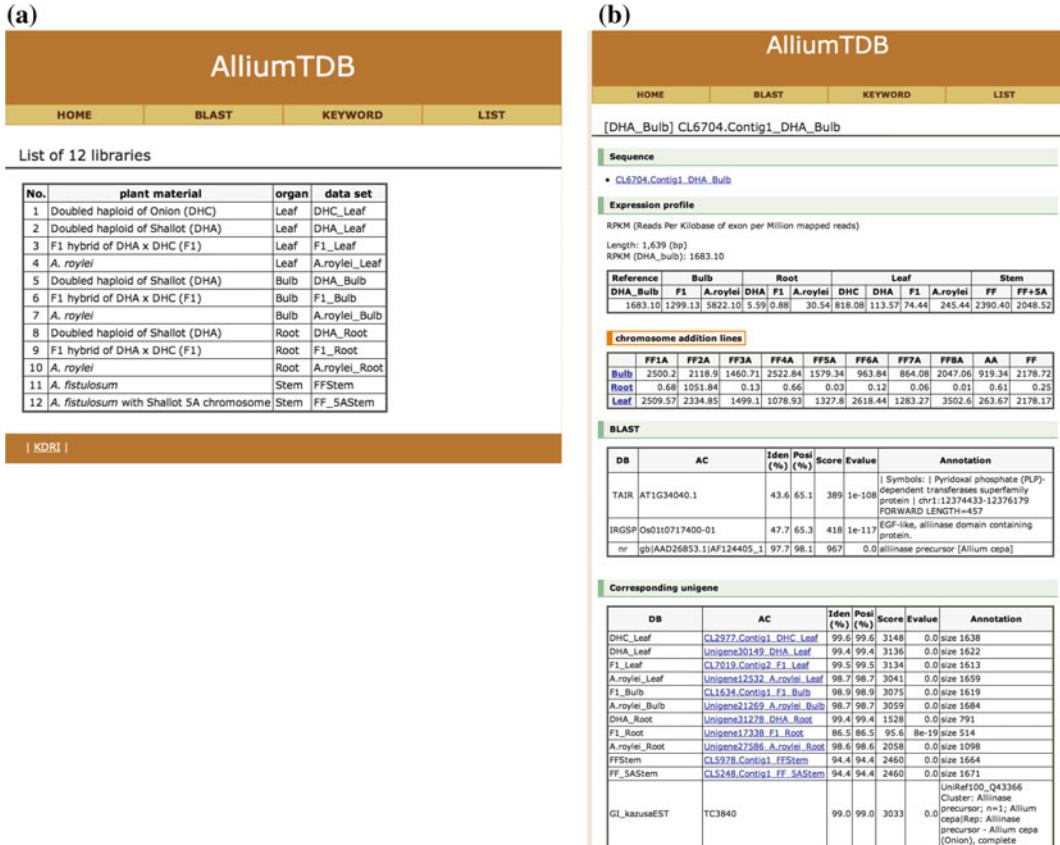 (a)
AlliumTDB
HOME BLAST KEYWORD LIST
List of 12 libraries
No. plant material organ data set
1 Doubled haploid of Onion (DHC) Leaf DHC_Leaf
2 Doubled haploid of Shallot (DHA) Leaf DHA_Leaf
3 F1 hybrid of DHA x DHC (F1) Leaf F1_Leaf
4 A. roylei Leaf A.roylei_Leaf
5 Doubled haploid of Shallot (DHA) Bulb DHA_Bulb
6 F1 hybrid of DHA x DHC (F1) Bulb F1_Bulb
7 A. roylei Bulb A.roylei_Bulb
8 Doubled haploid of Shallot (DHA) Root DHA_Root
9 F1 hybrid of DHA x DHC (F1) Root F1_Root
10 A. roylei Root A.roylei_Root
11 A. fistulosum Stem FFStem
12 A. fistulosum with Shallot 5A chromosome Stem FF_5AStem
| KDRI |
(b)
AlliumTDB
HOME BLAST KEYWORD LIST
[DHA_Bulb] CL6704.Contig1_DHA_Bulb
Sequence
• CL6704.Contig1_DHA_Bulb
Expression profile
RPKM (Reads Per Kilobase of exon per Million mapped reads)
Length: 1,639 (bp)
RPKM (DHA_bulb): 1683.10
Reference Bulb Root Leaf Stem
DHA_Bulb F1 A.roylei DHA F1 A.roylei DHC DHA F1 A.roylei FF FF+5A
1683.10 1299.13 5822.10 5.59 0.88 30.54 818.08 113.57 74.44 245.44 2390.40 2048.52
chromosome addition lines
FF1A FF2A FF3A FF4A FF5A FF6A FF7A FF8A AA FF
Bulb 2500.2 2118.9 1460.71 2522.84 1579.34 963.84 864.08 2047.06 919.34 2178.72
Root 0.68 1051.84 0.13 0.66 0.03 0.12 0.06 0.01 0.61 0.25
Leaf 2509.57 2334.85 1499.1 1078.93 1327.8 2618.44 1283.27 3502.6 263.67 2178.17
BLAST
DB AC Iden (%) Posi (%) Score Evalue Annotation
TAIR AT1G34040.1 43.6 65.1 389 1e-108 | Symbols: | Pyridoxal phosphate (PLP)-
dependent transferases superfamily
protein | chr1:12374433-12376179
FORWARD LENGTH=457
IRGSP Os01t0717400-01 47.7 65.3 418 1e-117 EGF-like, alliinase domain containing
protein.
nr gb|AAD26853.1|AF124405_1 97.7 98.1 967 0.0 alliinase precursor [Allium cepa]
Corresponding unigene
DB AC Iden (%) Posi (%) Score Evalue Annotation
DHC_Leaf CL2977.Contig1_DHC_Leaf 99.6 99.6 3148 0.0 size 1638
DHA_Leaf Unigene30149_DHA_Leaf 99.4 99.4 3136 0.0 size 1622
F1_Leaf CL7019.Contig2_F1_Leaf 99.5 99.5 3134 0.0 size 1613
A.roylei_Leaf Unigene12532_A.roylei_Leaf 98.7 98.7 3041 0.0 size 1659
F1_Bulb CL1634.Contig1_F1_Bulb 98.9 98.9 3075 0.0 size 1619
A.roylei_Bulb Unigene21269_A.roylei_Bulb 98.7 98.7 3059 0.0 size 1684
DHA_Root Unigene31278_DHA_Root 99.4 99.4 1528 0.0 size 791
F1_Root Unigene17338_F1_Root 86.5 86.5 95.6 8e-19 size 514
A.roylei_Root Unigene27586_A.roylei_Root 98.6 98.6 2058 0.0 size 1098
FFStem CL5978.Contig1_FFStem 94.4 94.4 2460 0.0 size 1664
FF_5AStem CL5248.Contig1_FF_5AStem 94.4 94.4 2460 0.0 size 1671
GI_kazusaEST TC3840 99.0 99.0 3033 0.0 UniRef100_Q43366
Cluster: Alliinase
precursor; n=1; Allium
cepa|Rep: Alliinase
precursor - Allium cepa
(Onion), complete